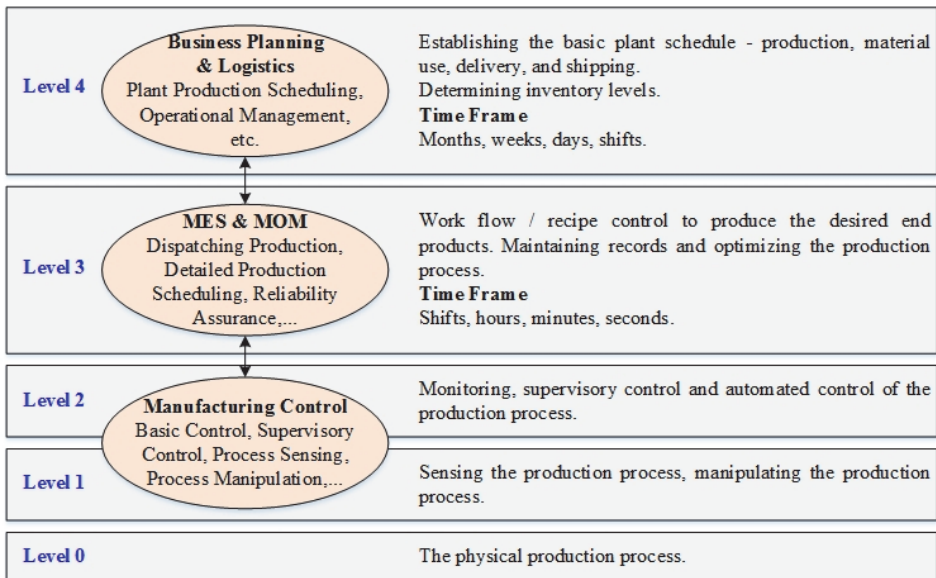 Level 4
Business Planning
& Logistics
Plant Production Scheduling,
Operational Management,
etc.
Establishing the basic plant schedule - production, material
use, delivery, and shipping.
Determining inventory levels.
Time Frame
Months, weeks, days, shifts.
Level 3
MES & MOM
Dispatching Production,
Detailed Production
Scheduling, Reliability
Assurance,...
Work flow / recipe control to produce the desired end
products. Maintaining records and optimizing the production
process.
Time Frame
Shifts, hours, minutes, seconds.
Level 2
Manufacturing Control
Basic Control, Supervisory
Control, Process Sensing,
Process Manipulation,...
Monitoring, supervisory control and automated control of the
production process.
Level 1
Sensing the production process, manipulating the production
process.
Level 0
The physical production process.